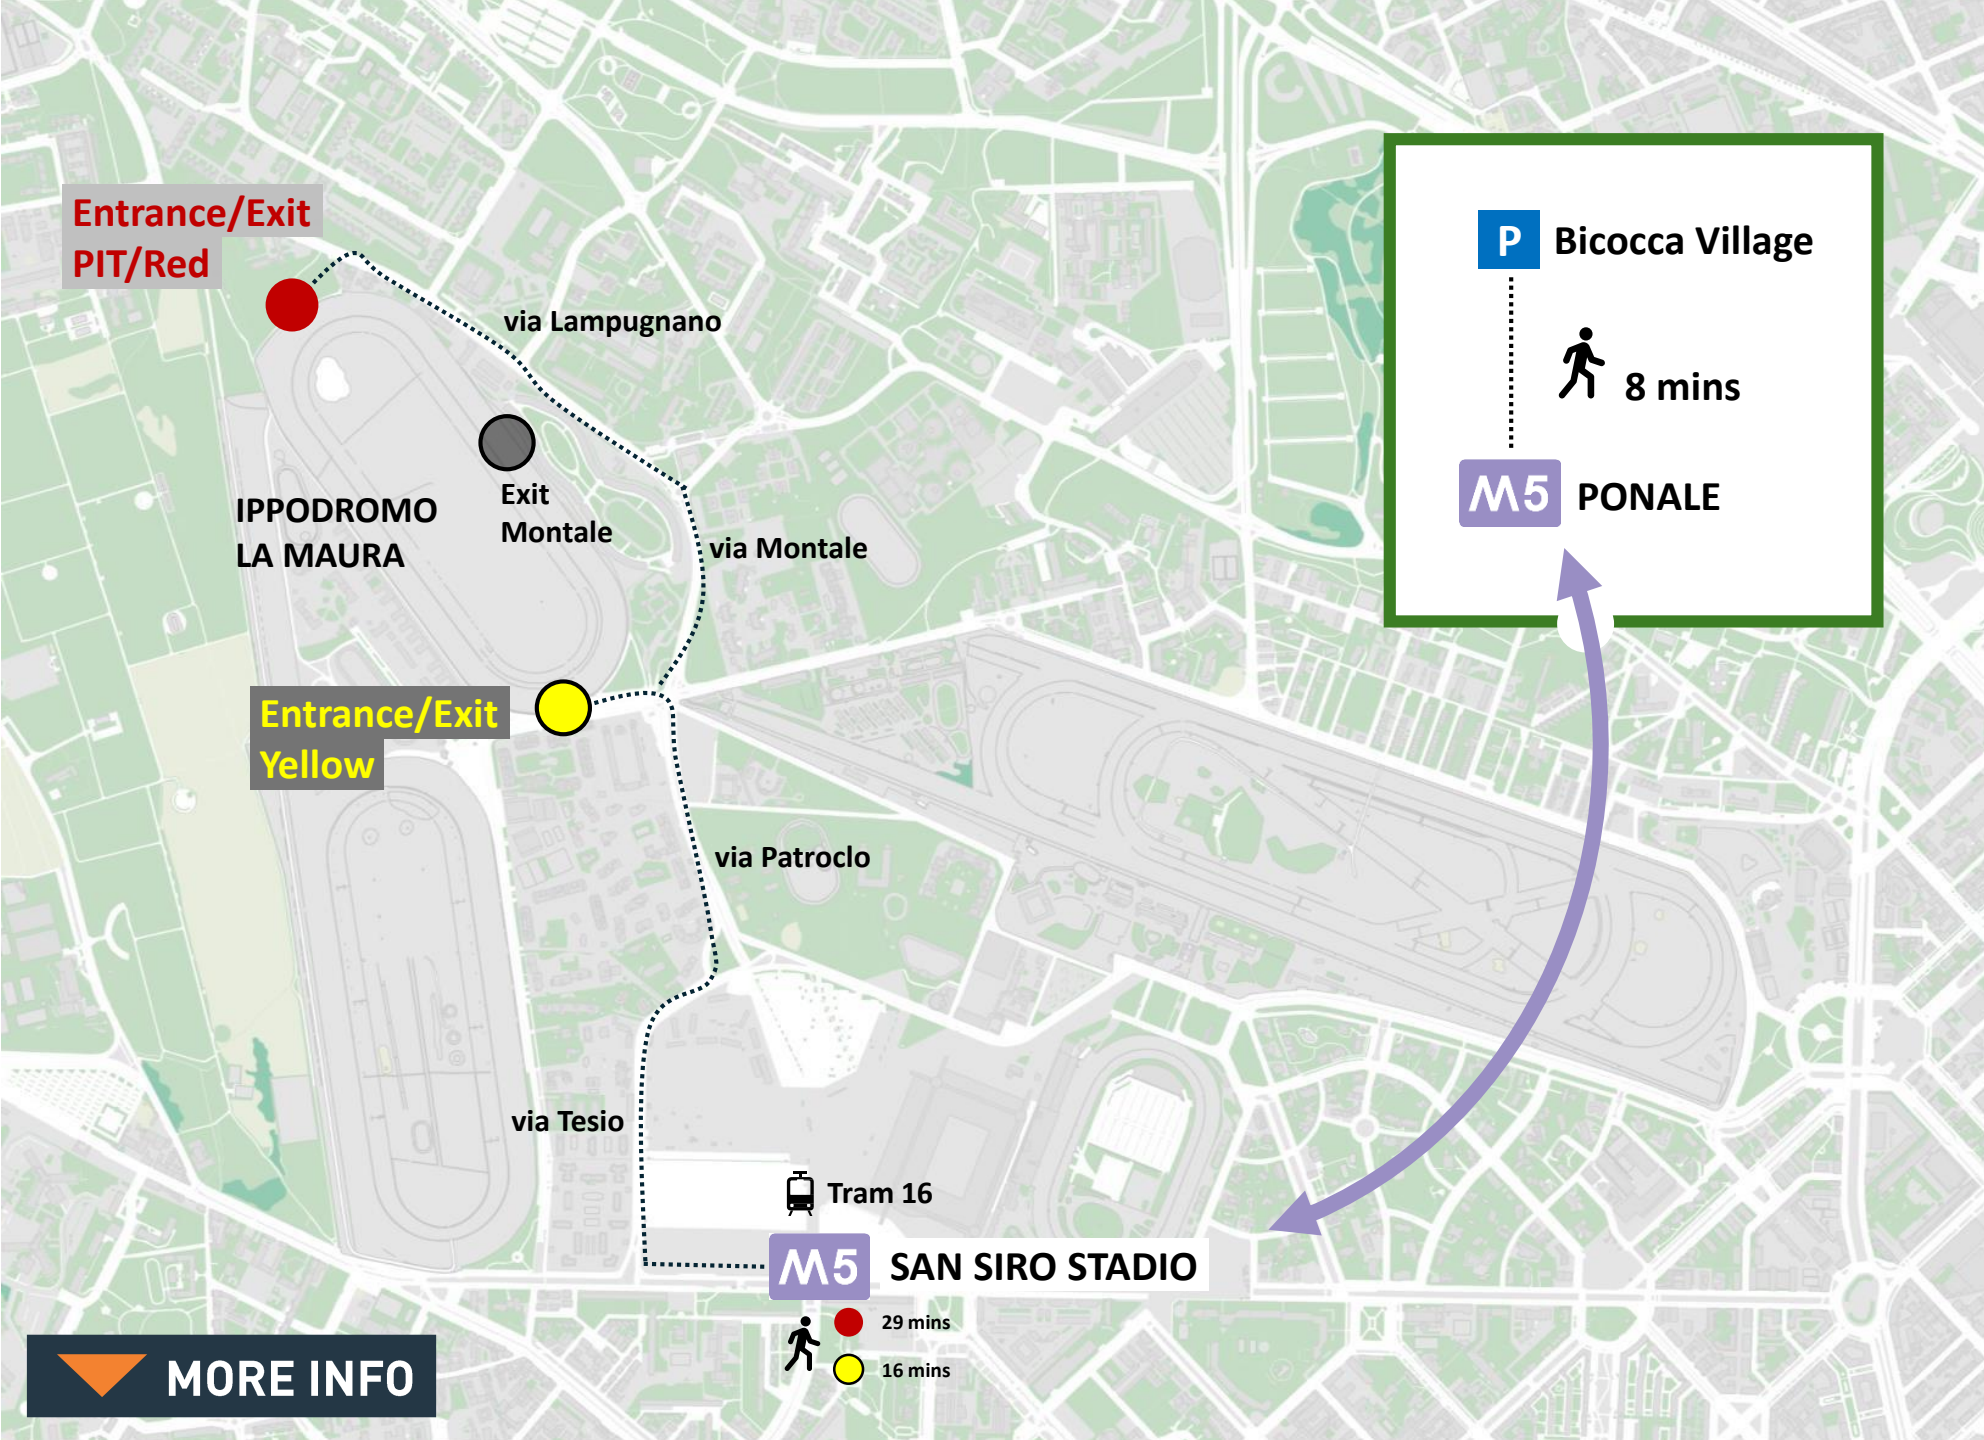 Entrance/Exit
PIT/Red
via Lampugnano
IPPODROMO
LA MAURA
Exit
Montale
via Montale
Entrance/Exit
Yellow
via Patroclo
via Tesio
Tram 16
M5 SAN SIRO STADIO
29 mins
16 mins
P Bicocca Village
8 mins
M5 PONALE
MORE INFO